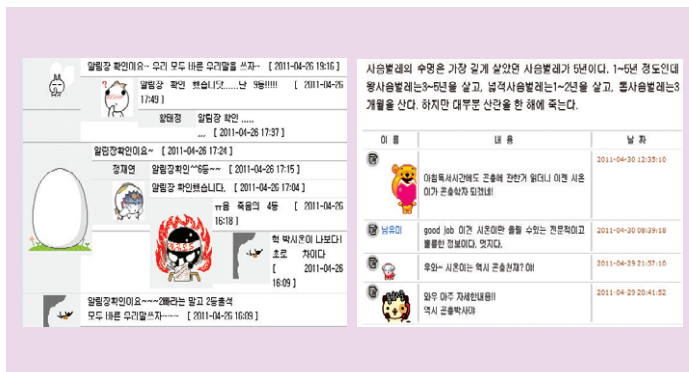 알림장 확인이요~ 우리 모두 바른 우리말을 쓰자~ [ 2011-04-26 19:16 ]
알림장 확인 했습니닷......난 9등!!!!! [ 2011-04-26
17:49 ]
황태정 알림장 확인 .....
... [ 2011-04-26 17:37 ]
알림장확인이요~ [ 2011-04-26 17:24 ]
정재연 알림장확인^^6등~~ [ 2011-04-26 17:15 ]
알림장 확인했습니다. [ 2011-04-26 17:04 ]
ㅠ읔 죽음의 4등 [ 2011-04-26
16:18 ]
헉 박시온이 나보다1
초로 차이다
[ 2011-04-26
16:09 ]
알림장확인이요~~~2빠라는 말고 2등출석
모두 바른 우리말쓰자~~~~ [ 2011-04-26 16:09 ]
사슴벌레의 수명은 가장 길게 살았던 사슴벌레가 5년이다. 1~5년 정도인데
왕사슴벌레는3~5년을 살고, 넓적사슴벌레는1~2년을 살고, 톱사슴벌레는3
개월을 산다. 하지만 대부분 산란을 한 해에 죽는다.
이 름 내 용 날 짜
아침독서시간에도 곤충에 관한거 읽더니 이젠 시온
이가 곤충학자 되겠네!
2011-04-30 12:35:10
남유미 good job 이건 시온이만 올릴 수있는 전문적이고
훌륭한 정보이다. 멋지다.
2011-04-30 08:39:18
우와~ 시온이는 역시 곤충천재? 야!
2011-04-29 21:57:10
와우 아주 자세한내용!!
역시 곤충박사야
2011-04-29 20:41:52